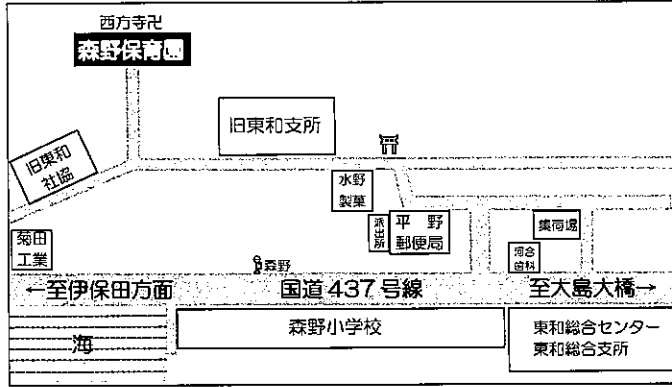 西方寺卍
森野保育園
旧東和支所
旧東和
社協
水野
製菓
派出所
平野
郵便局
集荷場
河合
歯科
菊田
工業
森野
←至伊保田方面
国道437号線
至大島大橋→
海
森野小学校
東和総合センター
東和総合支所